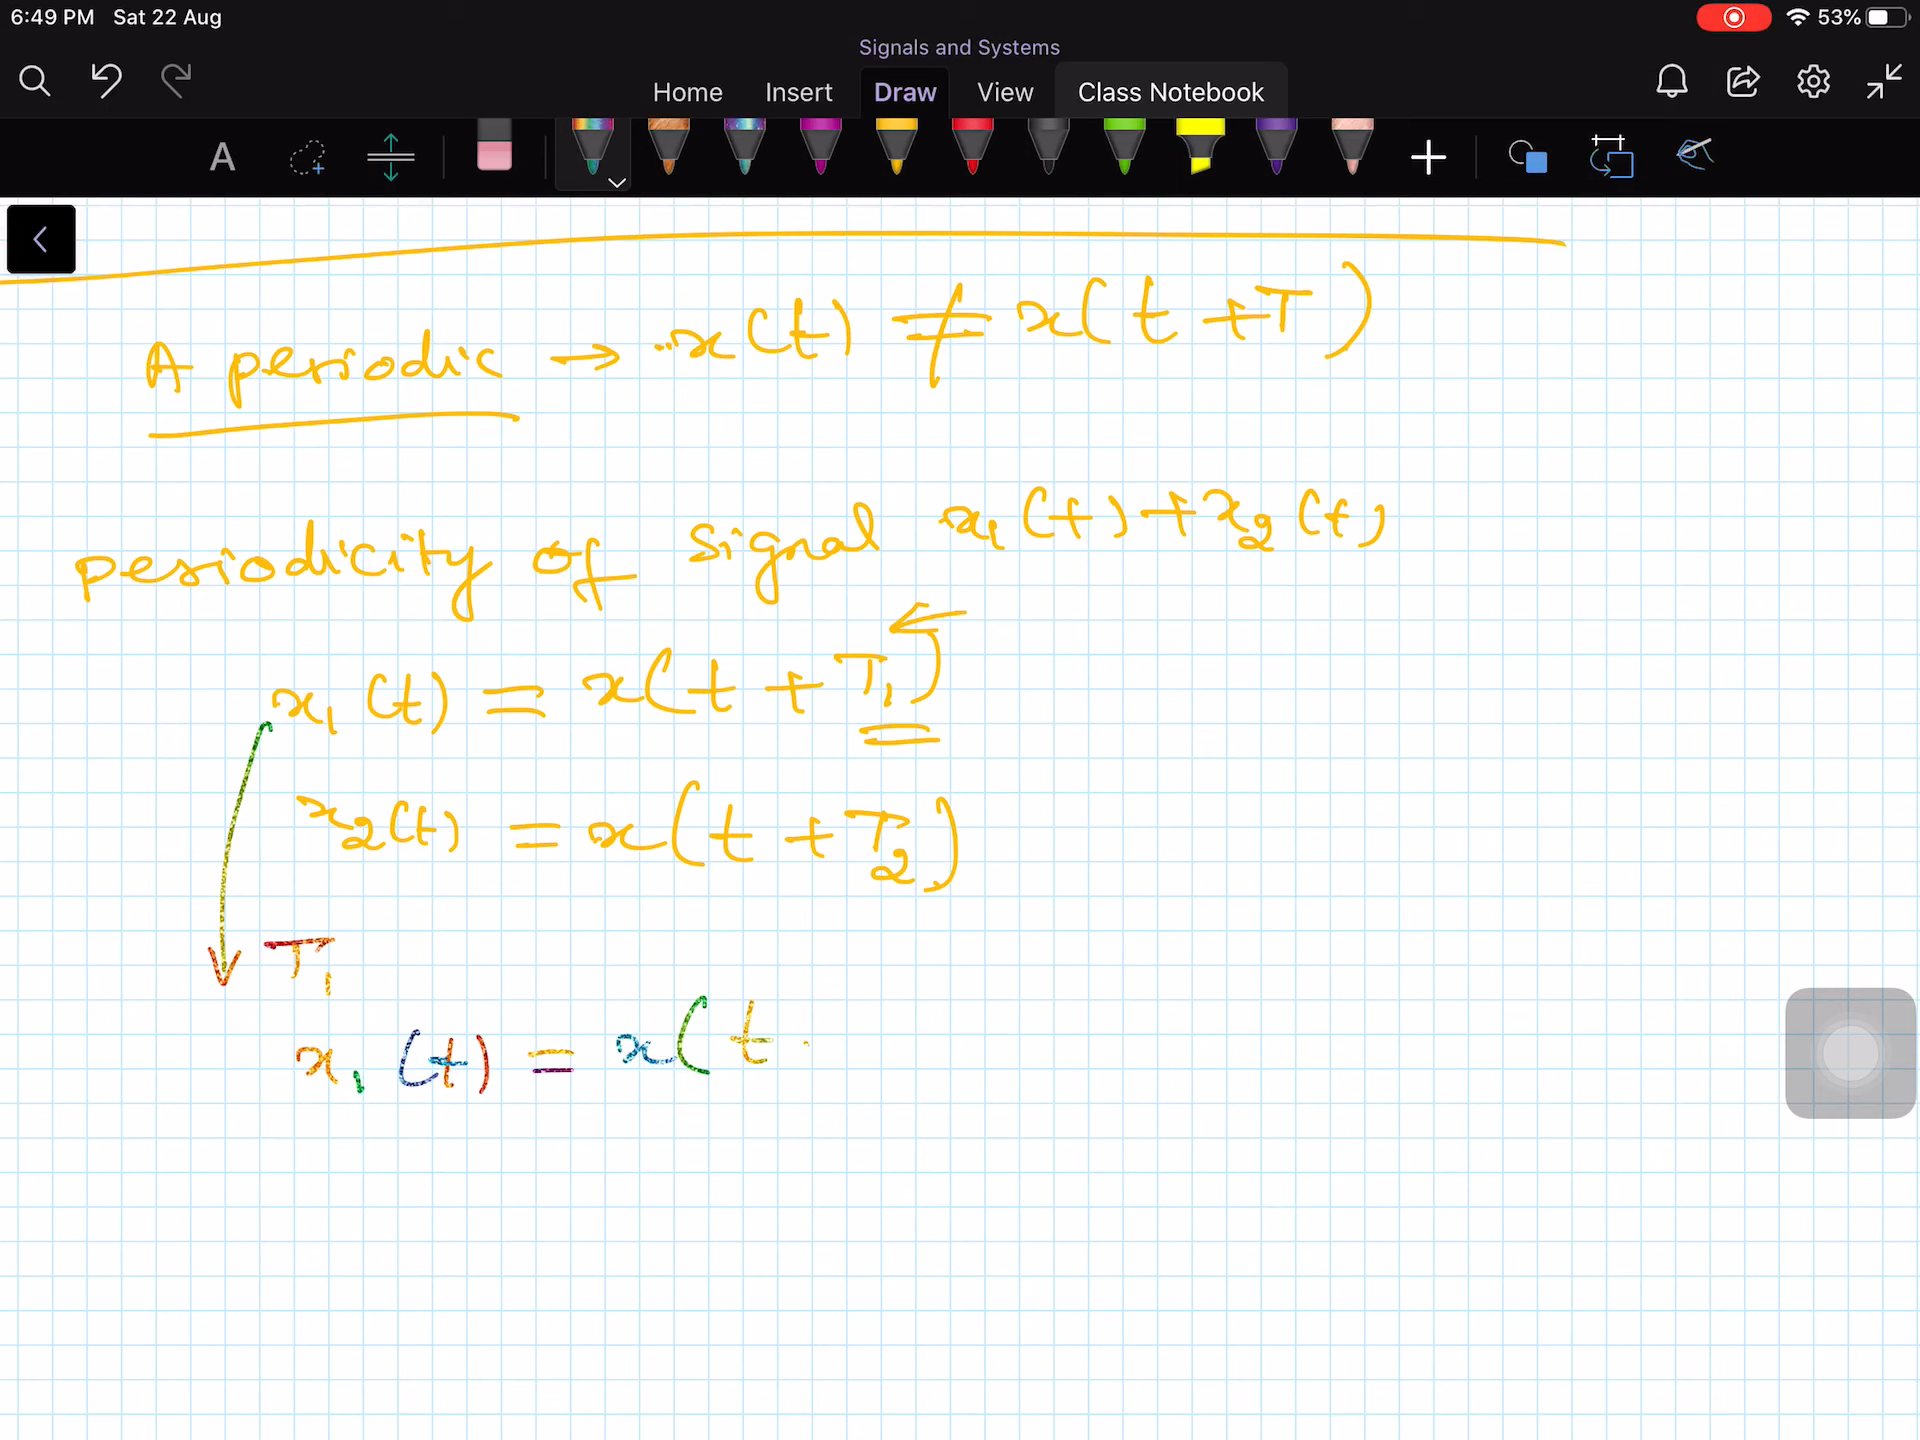 6:49 PM Sat 22 Aug 53%
Signals and Systems
Home Insert Draw View Class Notebook
A
A periodic → x(t) ≠ x(t+T)
periodicity of signal x₁(t)+x₂(t)
x₁(t) = x(t+T₁)
x₂(t) = x(t+T₂)
T₁
x₁(t) = x(t